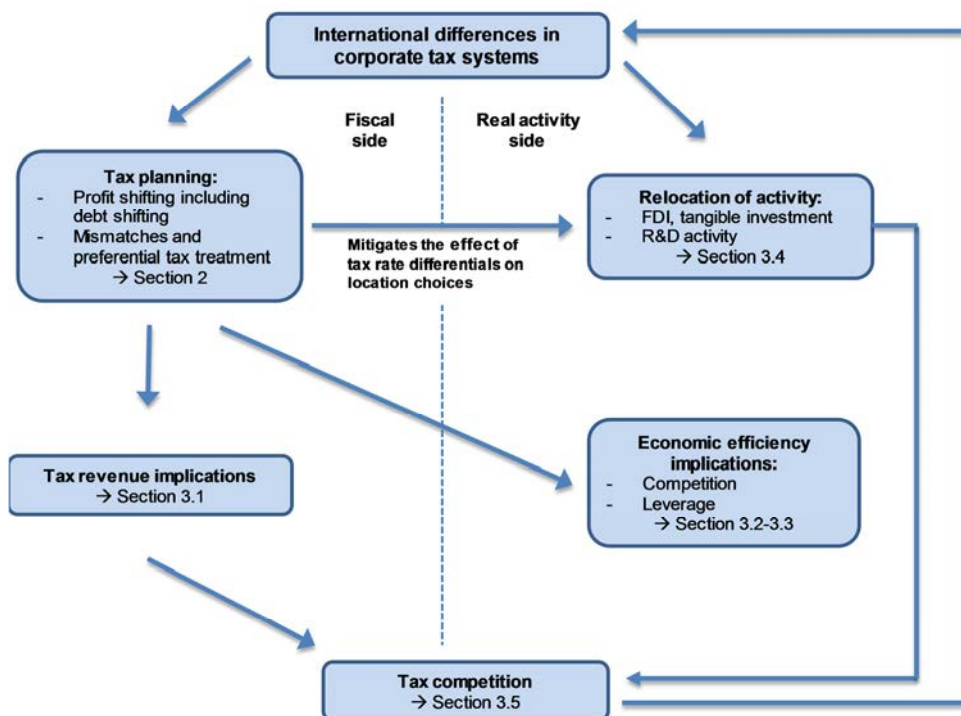 International differences in
corporate tax systems
Fiscal
side
Real activity
side
Tax planning:
- Profit shifting including
debt shifting
- Mismatches and
preferential tax treatment
→ Section 2
Mitigates the effect of
tax rate differentials on
location choices
Relocation of activity:
- FDI, tangible investment
- R&D activity
→ Section 3.4
Tax revenue implications
→ Section 3.1
Economic efficiency
implications:
- Competition
- Leverage
→ Section 3.2-3.3
Tax competition
→ Section 3.5